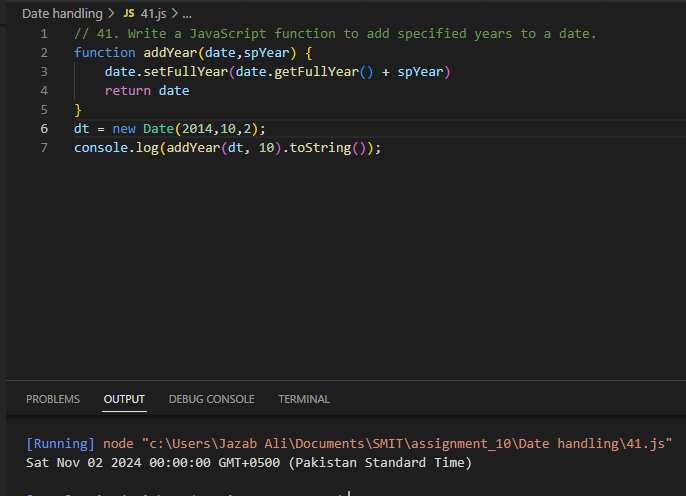 Date handling > JS 41.js > ...
1 // 41. Write a JavaScript function to add specified years to a date.
2 function addYear(date,spYear) {
3     date.setFullYear(date.getFullYear() + spYear)
4     return date
5 }
6 dt = new Date(2014,10,2);
7 console.log(addYear(dt, 10).toString());
PROBLEMS OUTPUT DEBUG CONSOLE TERMINAL
[Running] node "c:\Users\Jazab Ali\Documents\SMIT\assignment_10\Date handling\41.js"
Sat Nov 02 2024 00:00:00 GMT+0500 (Pakistan Standard Time)